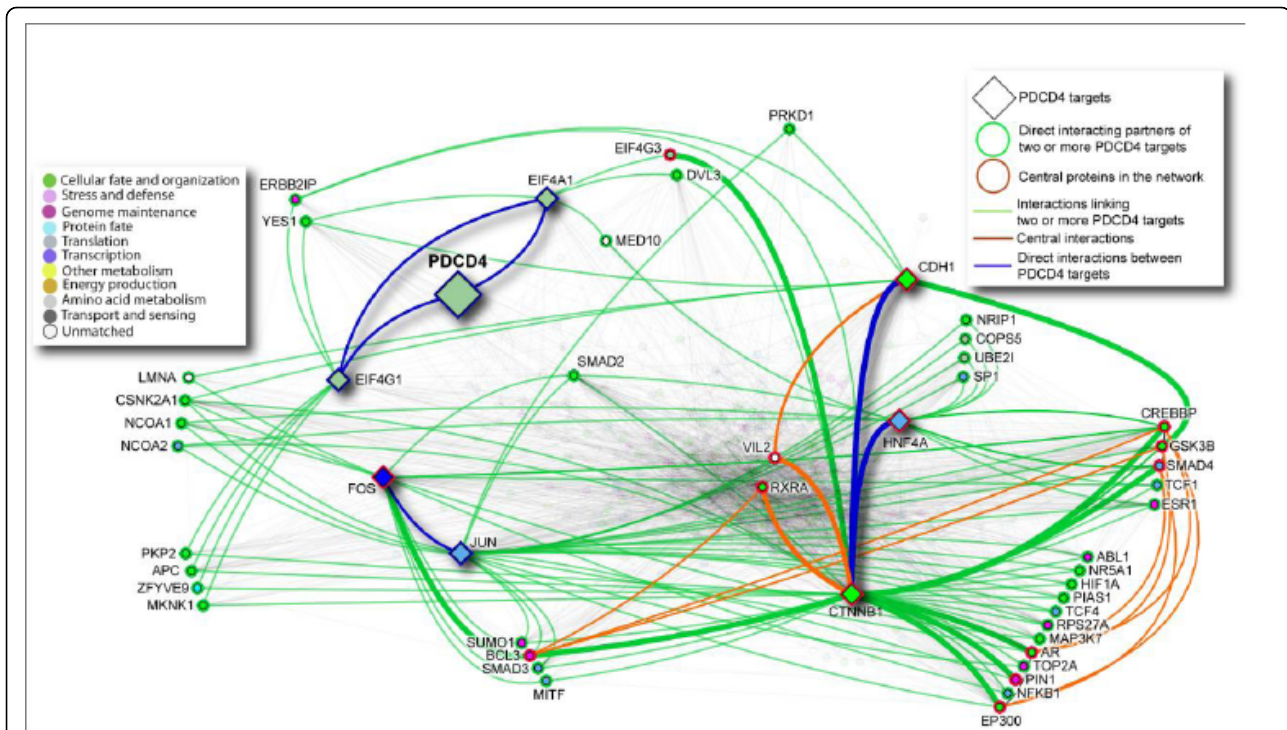 PRKD1
PDCD4 targets
EIF4G3
Direct interacting partners of
two or more PDCD4 targets
Cellular fate and organization
Stress and defense
Genome maintenance
Protein fate
Translation
Transcription
Other metabolism
Energy production
Amino acid metabolism
Transport and sensing
Unmatched
ERBB2IP
EIF4A1
DVL3
Central proteins in the network
YES1
Interactions linking
two or more PDCD4 targets
Central interactions
Direct interactions between
PDCD4 targets
MED10
PDCD4
CDH1
NRIP1
COPS5
UBE2I
SP1
SMAD2
LMNA
EIF4G1
CSNK2A1
NCOA1
NCOA2
HNF4A
CREBBP
GSK3B
SMAD4
TCF1
ESR1
VIL2
RXRA
FOS
JUN
PKP2
APC
ZFYVE9
MKNK1
CTNNB1
ABL1
NR5A1
HIF1A
PIAS1
TCF4
RPS27A
MAP3K7
AR
TOP2A
PIN1
NFKB1
EP300
SUMO1
BCL3
SMAD3
MITF